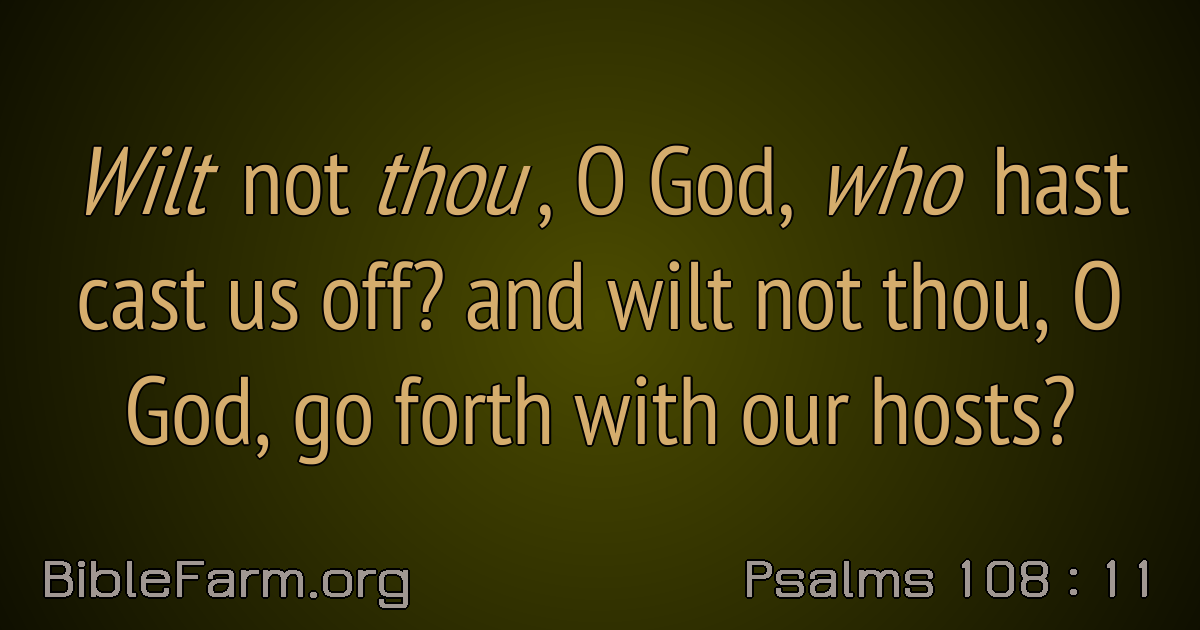 Wilt not thou, O God, who hast
cast us off? and wilt not thou, O
God, go forth with our hosts?
BibleFarm.org
Psalms 108 : 11